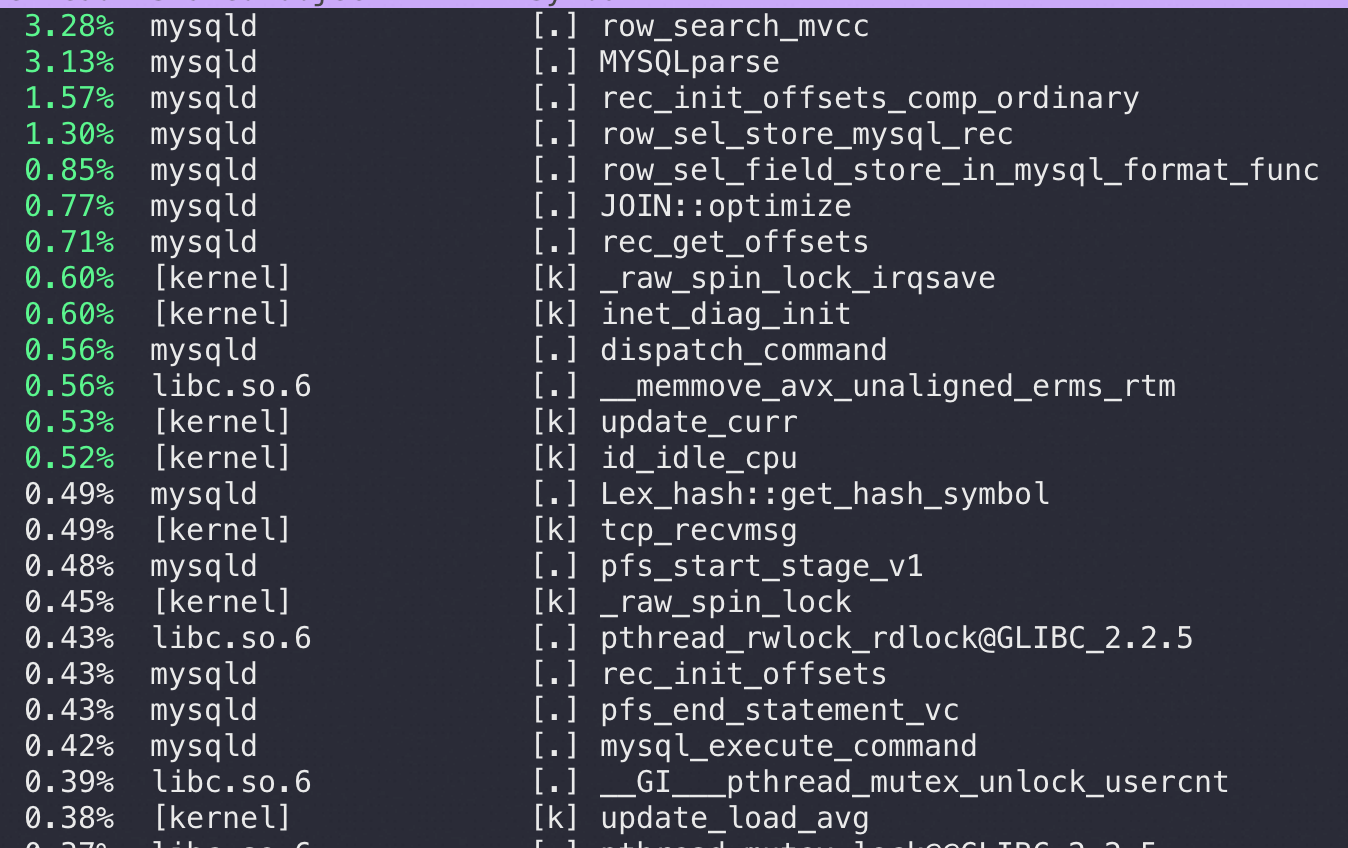 3.28% mysqld [.] row_search_mvcc
3.13% mysqld [.] MYSQLparse
1.57% mysqld [.] rec_init_offsets_comp_ordinary
1.30% mysqld [.] row_sel_store_mysql_rec
0.85% mysqld [.] row_sel_field_store_in_mysql_format_func
0.77% mysqld [.] JOIN::optimize
0.71% mysqld [.] rec_get_offsets
0.60% [kernel] [k] _raw_spin_lock_irqsave
0.60% [kernel] [k] inet_diag_init
0.56% mysqld [.] dispatch_command
0.56% libc.so.6 [.] __memmove_avx_unaligned_erms_rtm
0.53% [kernel] [k] update_curr
0.52% [kernel] [k] id_idle_cpu
0.49% mysqld [.] Lex_hash::get_hash_symbol
0.49% [kernel] [k] tcp_recvmsg
0.48% mysqld [.] pfs_start_stage_v1
0.45% [kernel] [k] _raw_spin_lock
0.43% libc.so.6 [.] pthread_rwlock_rdlock@GLIBC_2.2.5
0.43% mysqld [.] rec_init_offsets
0.43% mysqld [.] pfs_end_statement_vc
0.42% mysqld [.] mysql_execute_command
0.39% libc.so.6 [.] __GI___pthread_mutex_unlock_usercnt
0.38% [kernel] [k] update_load_avg